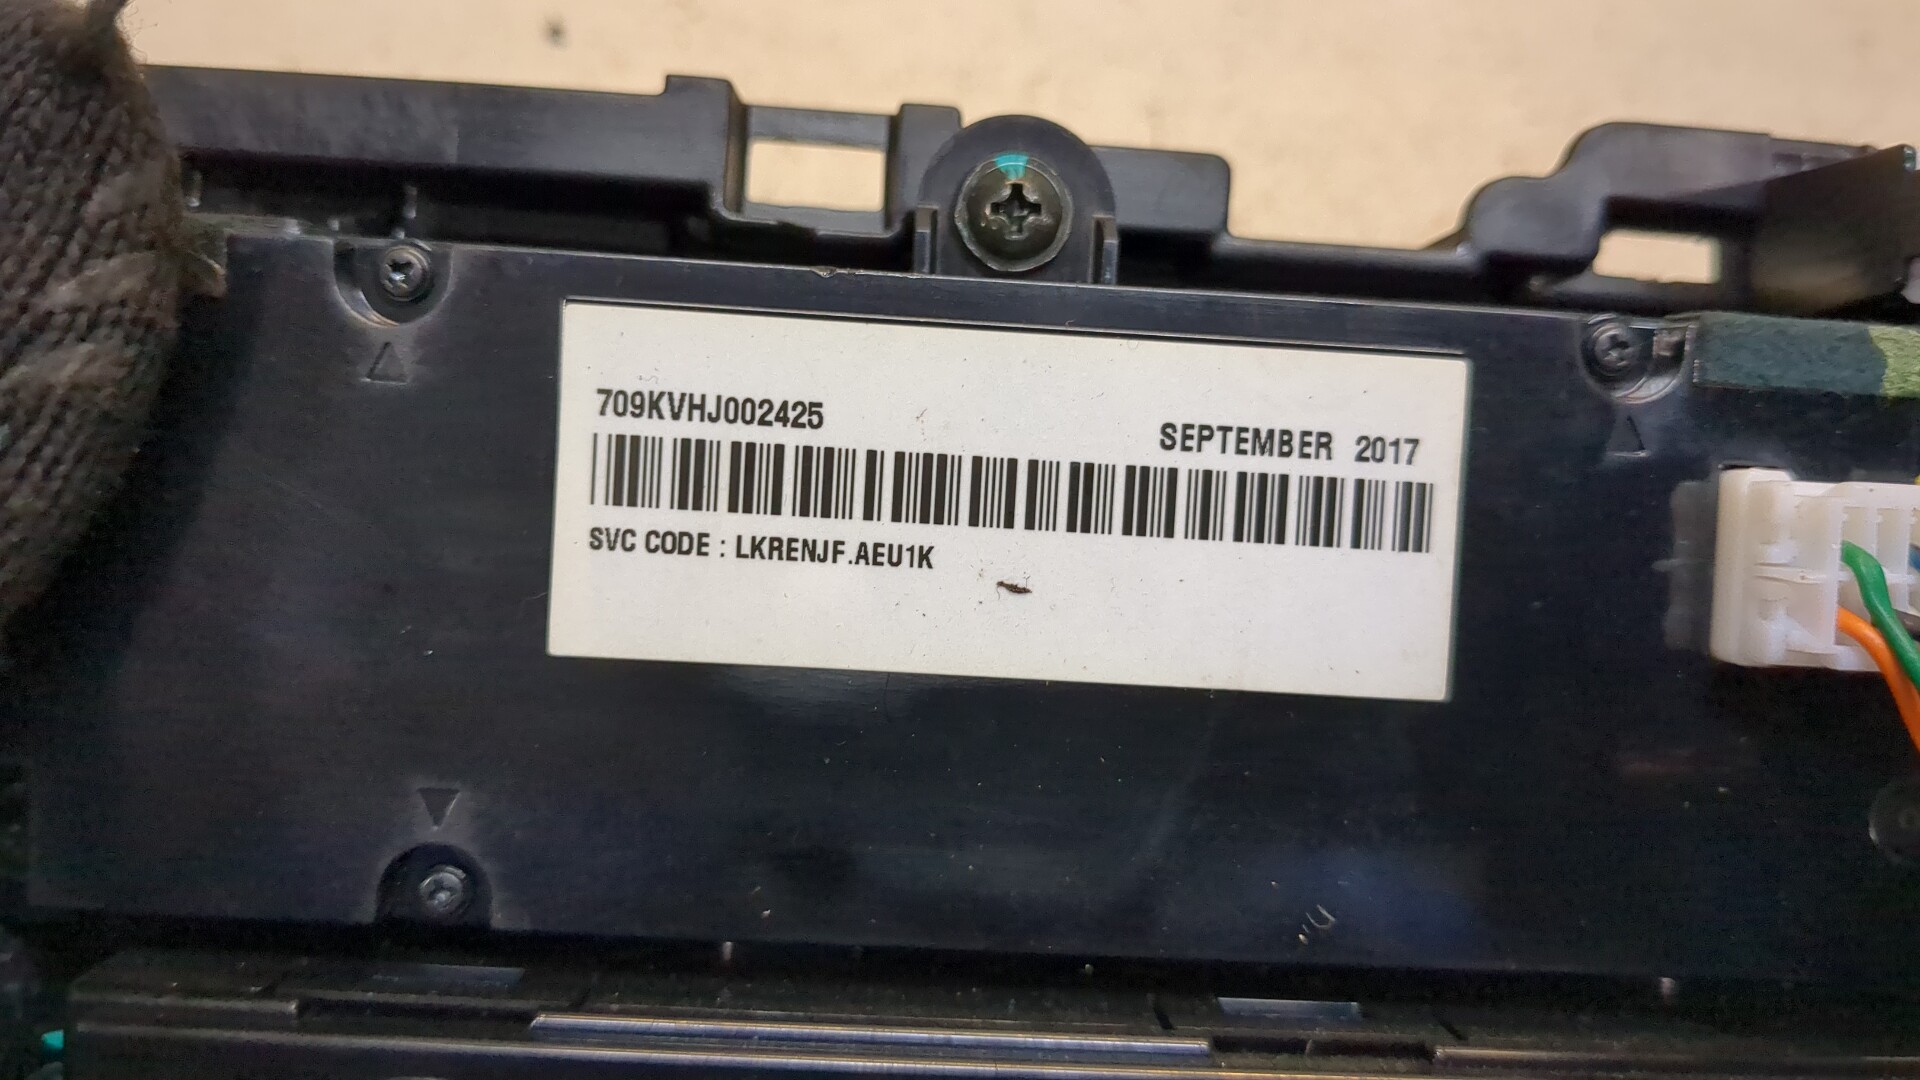 709KVHJ002425
SEPTEMBER 2017
SVC CODE : LKRENJF.AEU1K